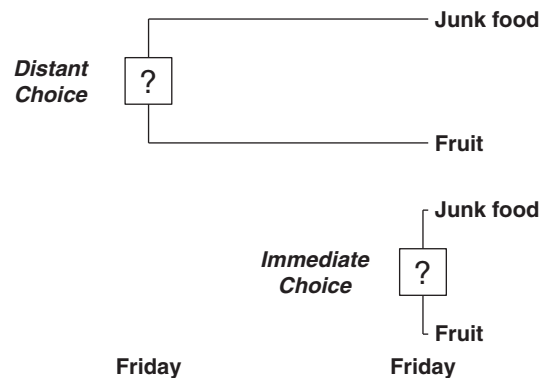 Junk food
Distant
Choice
?
Fruit
Junk food
Immediate
Choice
?
Fruit
Friday Friday